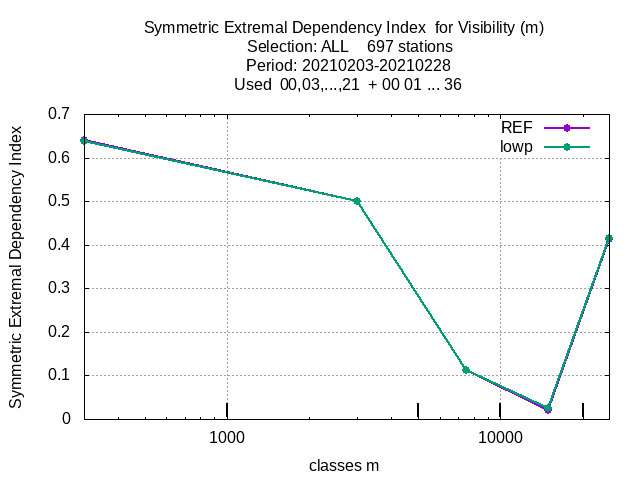 Symmetric Extremal Dependency Index  for Visibility (m)
Selection: ALL    697 stations
Period: 20210203-20210228
Used  00,03,...,21  + 00 01 ... 36
REF
lowp
0.7
0.6
0.5
0.4
0.3
0.2
0.1
0
Symmetric Extremal Dependency Index
1000
10000
classes m